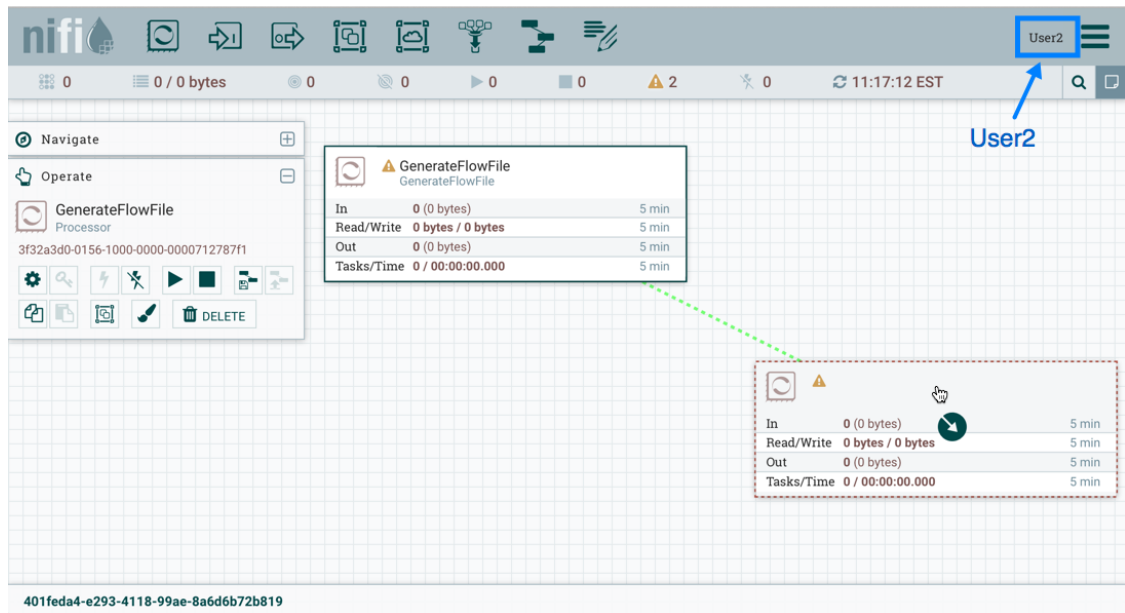 nifi
User2
0
0 / 0 bytes
0
0
0
0
2
0
11:17:12 EST
User2
Navigate
Operate
GenerateFlowFile
Processor
3f32a3d0-0156-1000-0000-0000712787f1
DELETE
GenerateFlowFile
GenerateFlowFile
In 0 (0 bytes) 5 min
Read/Write 0 bytes / 0 bytes 5 min
Out 0 (0 bytes) 5 min
Tasks/Time 0 / 00:00:00.000 5 min
In 0 (0 bytes) 5 min
Read/Write 0 bytes / 0 bytes 5 min
Out 0 (0 bytes) 5 min
Tasks/Time 0 / 00:00:00.000 5 min
401feda4-e293-4118-99ae-8a6d6b72b819